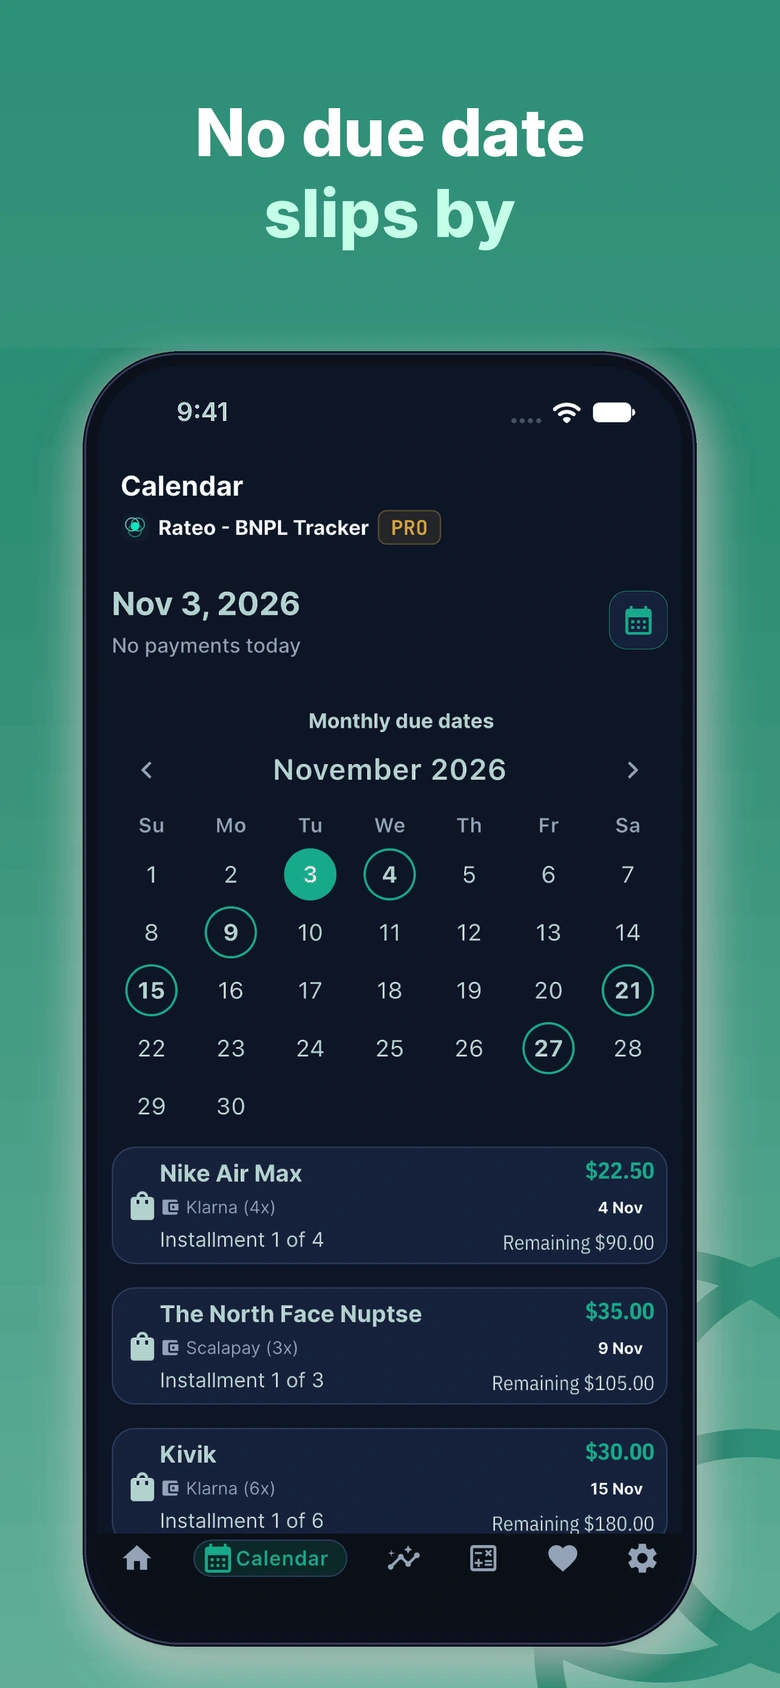 No due date
slips by
9:41
Calendar
Rateo - BNPL Tracker PRO
Nov 3, 2026
No payments today
Monthly due dates
November 2026
Su Mo Tu We Th Fr Sa
1 2 3 4 5 6 7
8 9 10 11 12 13 14
15 16 17 18 19 20 21
22 23 24 25 26 27 28
29 30
Nike Air Max $22.50
Klarna (4x) 4 Nov
Installment 1 of 4 Remaining $90.00
The North Face Nuptse $35.00
Scalapay (3x) 9 Nov
Installment 1 of 3 Remaining $105.00
Kivik $30.00
Klarna (6x) 15 Nov
Installment 1 of 6 Remaining $180.00
Calendar